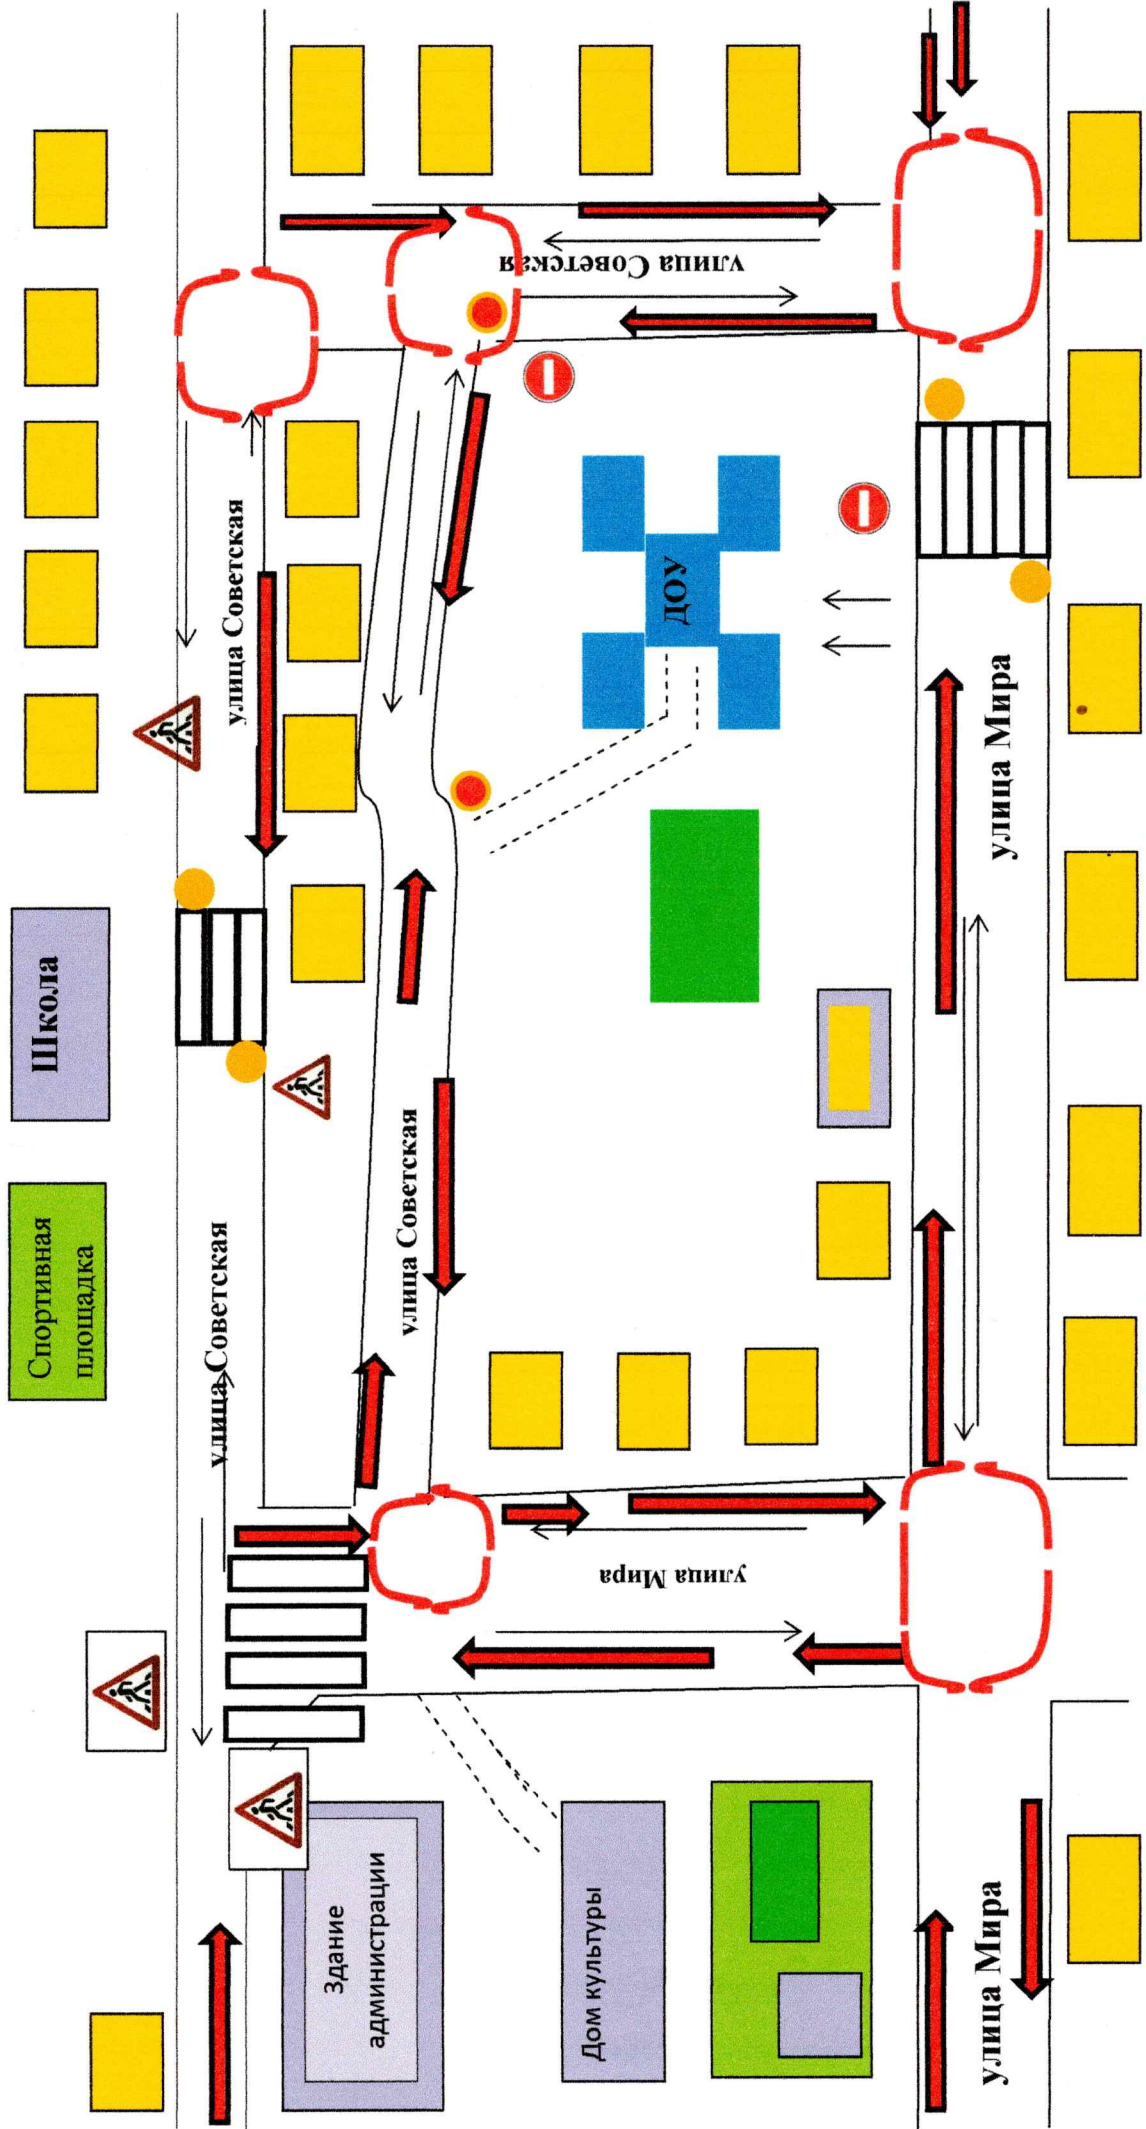 Спортивная
площадка
Школа
улица Советская
улица Советская
улица Советская
улица Советская
ДОУ
Здание
администрации
Дом культуры
улица Мира
улица Мира
улица Мира